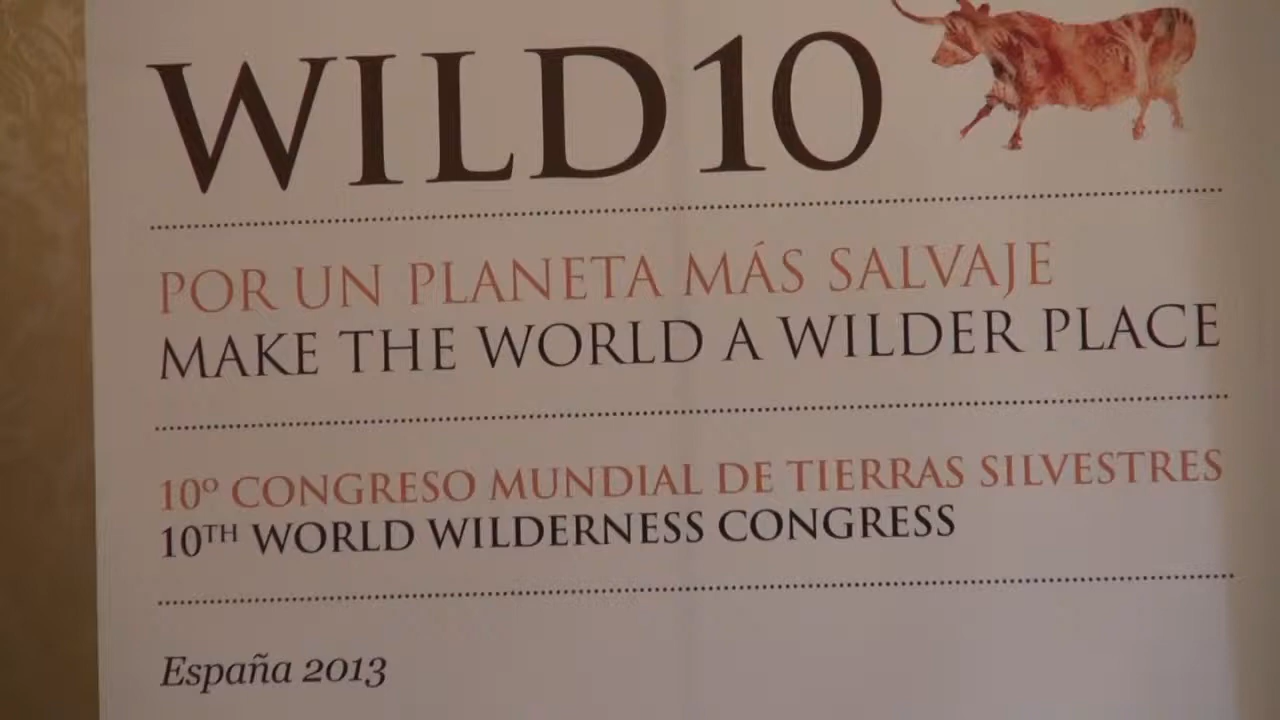 WILD10
POR UN PLANETA MÁS SALVAJE
MAKE THE WORLD A WILDER PLACE
10º CONGRESO MUNDIAL DE TIERRAS SILVESTRES
10TH WORLD WILDERNESS CONGRESS
España 2013